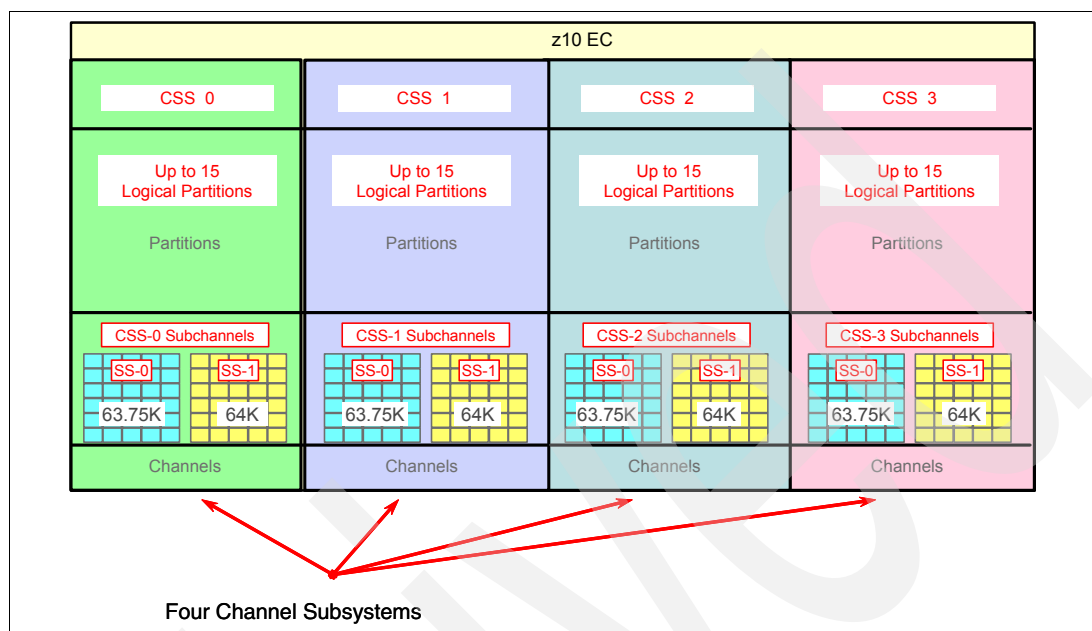 z10 EC
CSS 0
CSS 1
CSS 2
CSS 3
Up to 15
Logical Partitions
Up to 15
Logical Partitions
Up to 15
Logical Partitions
Up to 15
Logical Partitions
Partitions
Partitions
Partitions
Partitions
CSS-0 Subchannels
CSS-1 Subchannels
CSS-2 Subchannels
CSS-3 Subchannels
SS-0
SS-1
SS-0
SS-1
SS-0
SS-1
SS-0
SS-1
63.75K
64K
63.75K
64K
63.75K
64K
63.75K
64K
Channels
Channels
Channels
Channels
Four Channel Subsystems